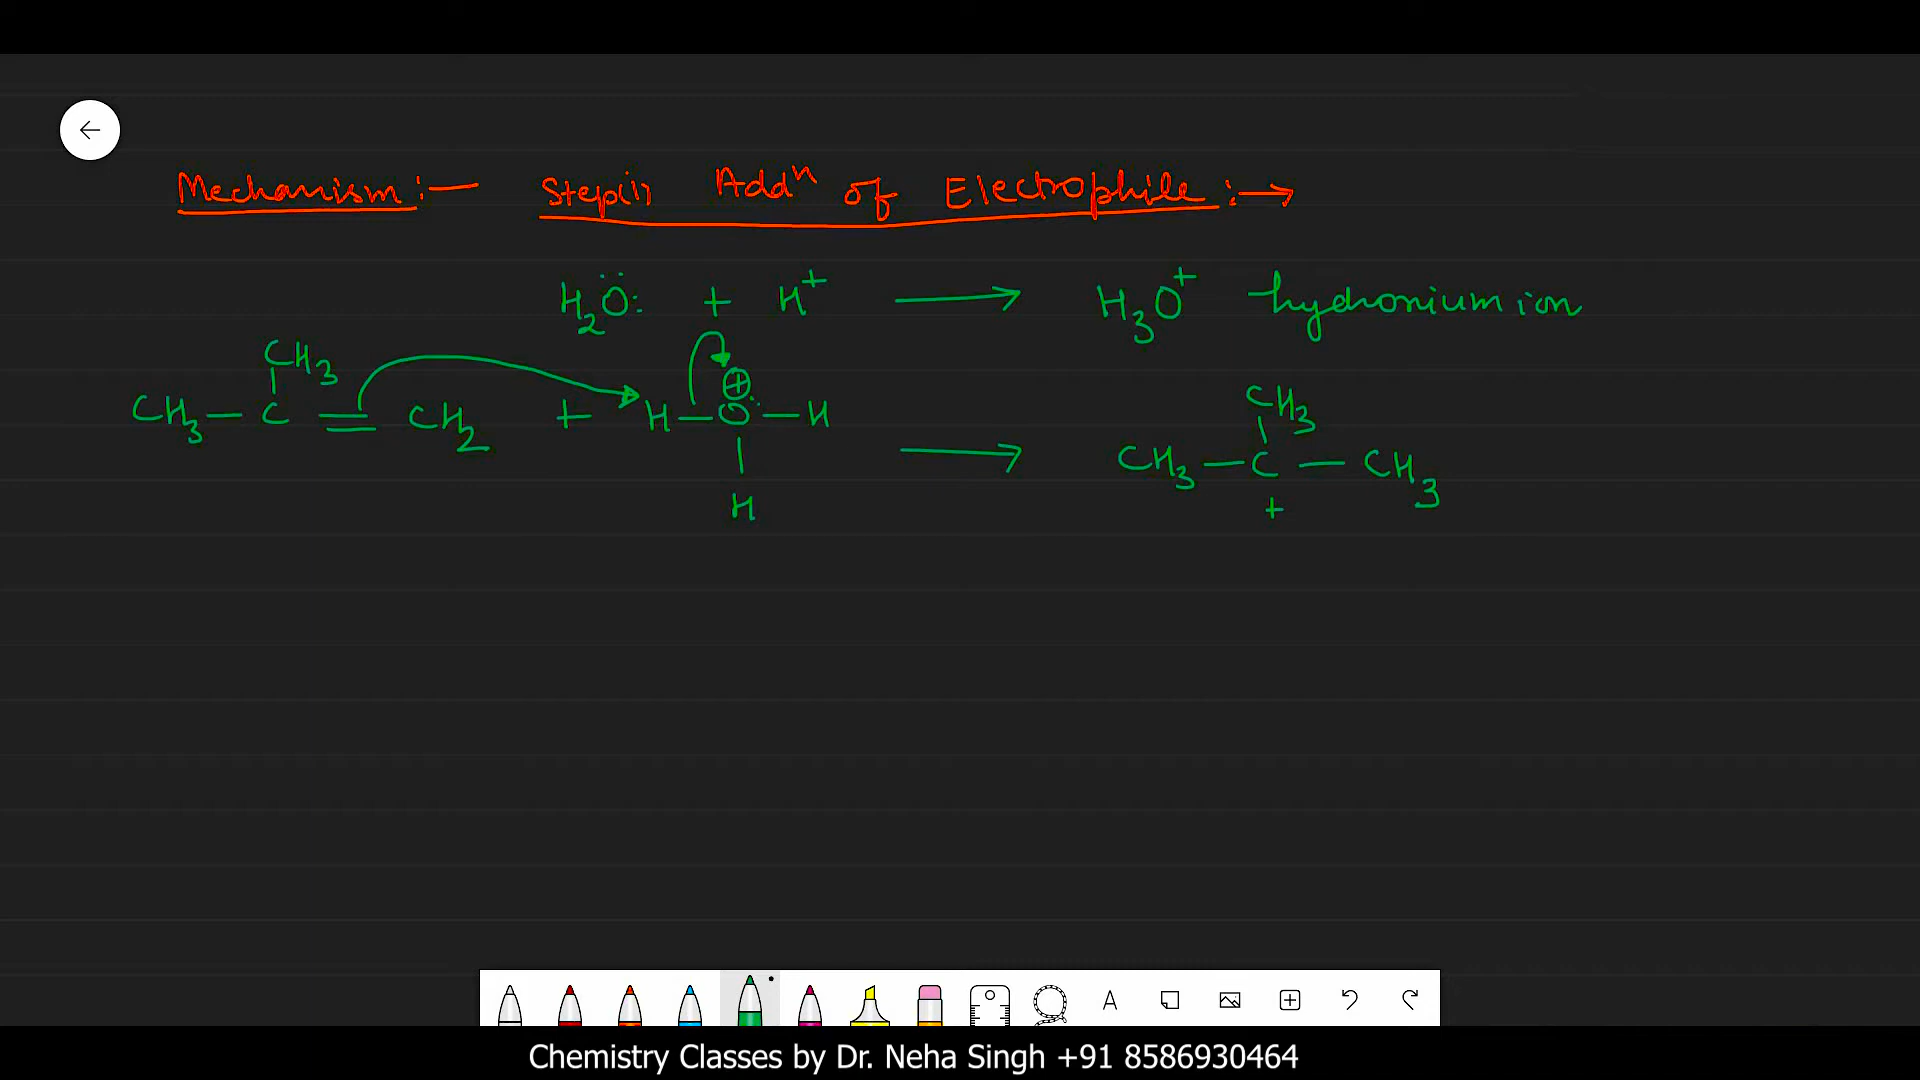 Mechanism:— Step(i) Addⁿ of Electrophile:→
H₂Ö: + H⁺ → H₃O⁺ hydronium ion
CH₃ CH₃
CH₃—C=CH₂ + H—O:—H → CH₃—C—CH₃
⊕ +
H
A
Chemistry Classes by Dr. Neha Singh +91 8586930464